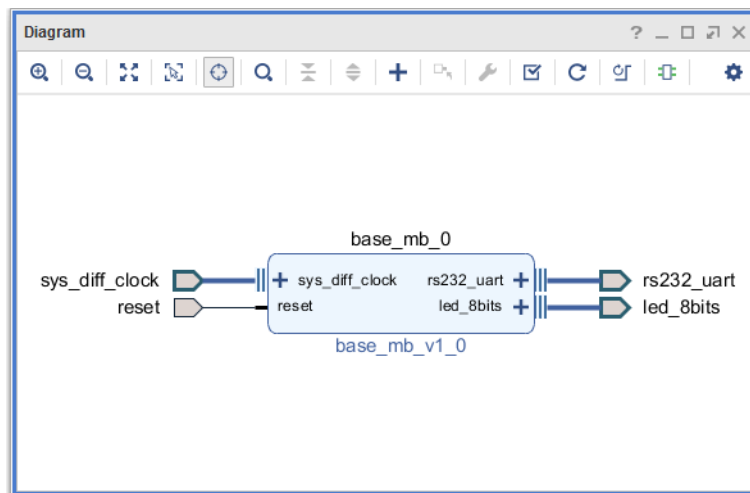 Diagram
base_mb_0
sys_diff_clock sys_diff_clock rs232_uart rs232_uart
reset reset led_8bits led_8bits
base_mb_v1_0